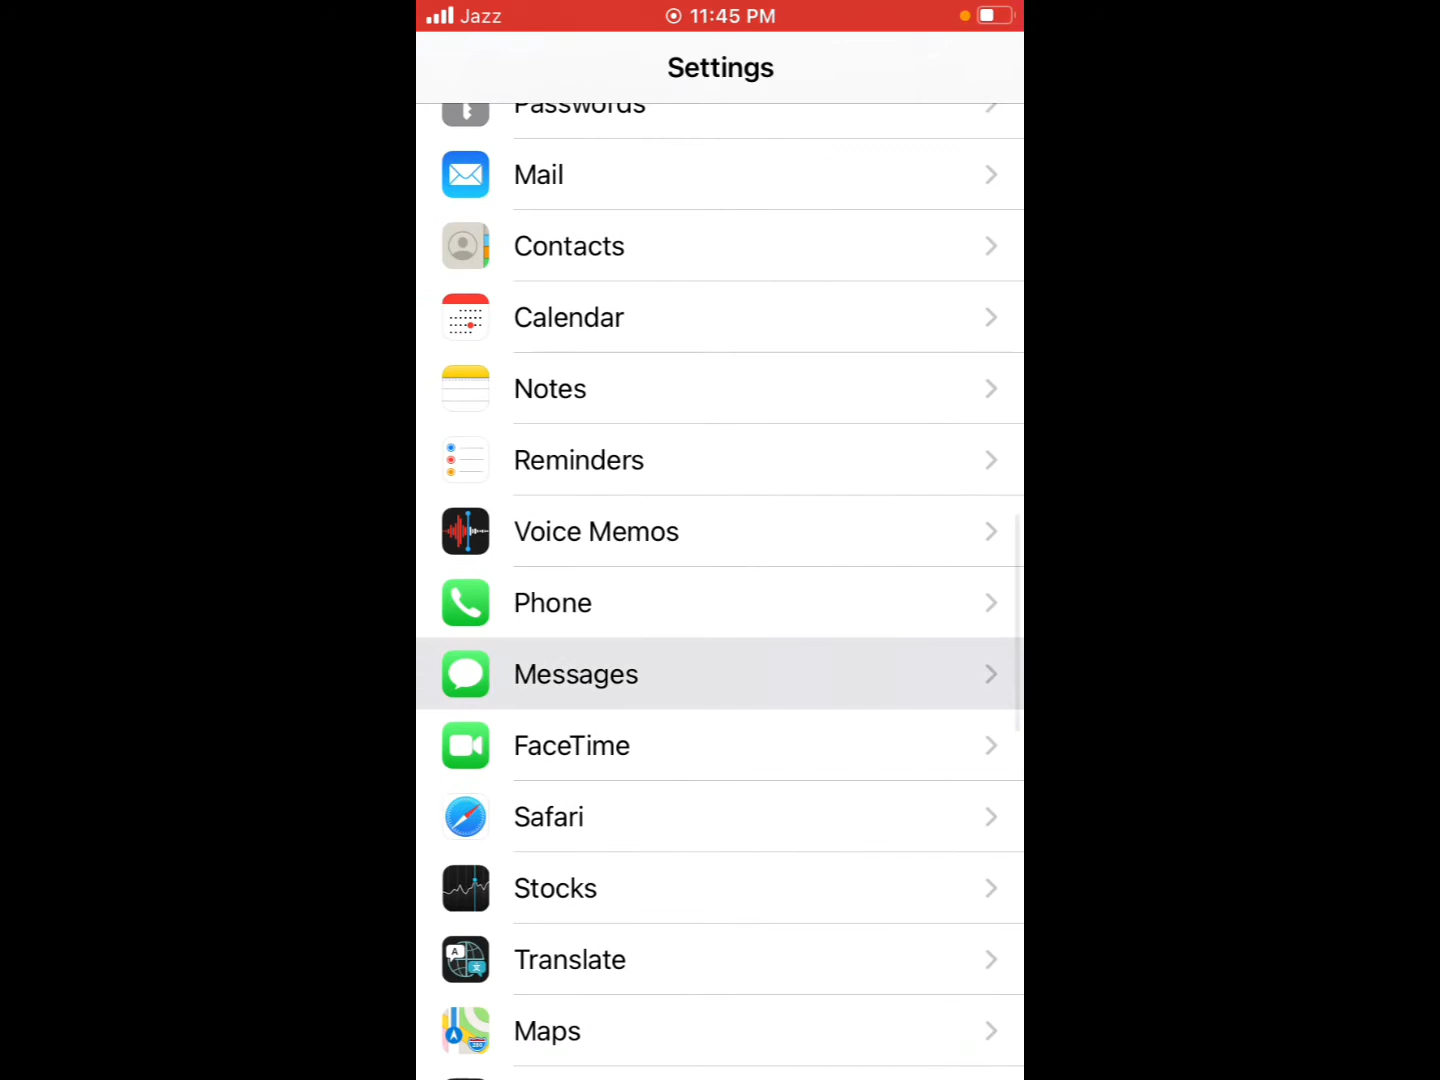 Jazz 11:45 PM
Settings
Passwords
Mail
Contacts
Calendar
Notes
Reminders
Voice Memos
Phone
Messages
FaceTime
Safari
Stocks
Translate
Maps